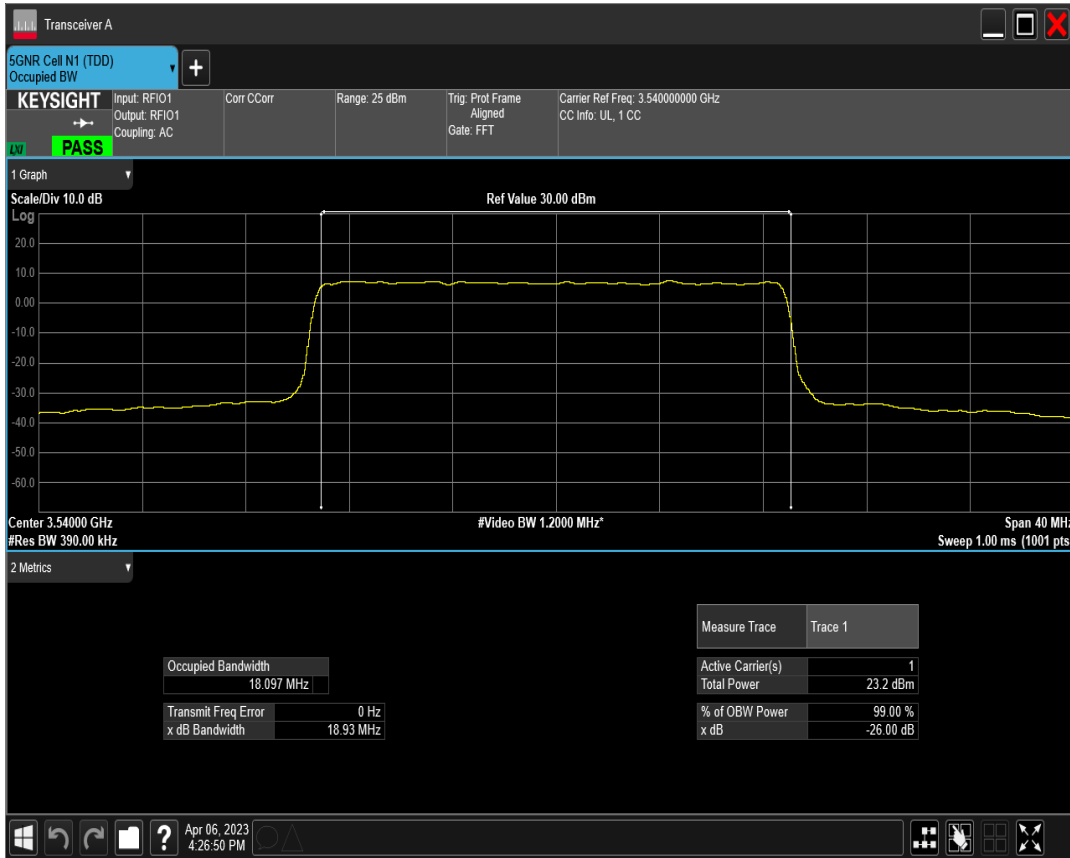 Transceiver A
5GNR Cell N1 (TDD)
Occupied BW
+
KEYSIGHT
LXI
PASS
Input: RFIO1
Output: RFIO1
Coupling: AC
Corr CCorr
Range: 25 dBm
Trig: Prot Frame
Aligned
Gate: FFT
Carrier Ref Freq: 3.540000000 GHz
CC Info: UL, 1 CC
1 Graph
Scale/Div 10.0 dB
Ref Value 30.00 dBm
Log
20.0
10.0
0.00
-10.0
-20.0
-30.0
-40.0
-50.0
-60.0
Center 3.54000 GHz
#Video BW 1.2000 MHz*
Span 40 MHz
#Res BW 390.00 kHz
Sweep 1.00 ms (1001 pts
2 Metrics
Measure Trace Trace 1
Occupied Bandwidth
18.097 MHz
Active Carrier(s) 1
Total Power 23.2 dBm
Transmit Freq Error 0 Hz
x dB Bandwidth 18.93 MHz
% of OBW Power 99.00 %
x dB -26.00 dB
?
Apr 06, 2023
4:26:50 PM